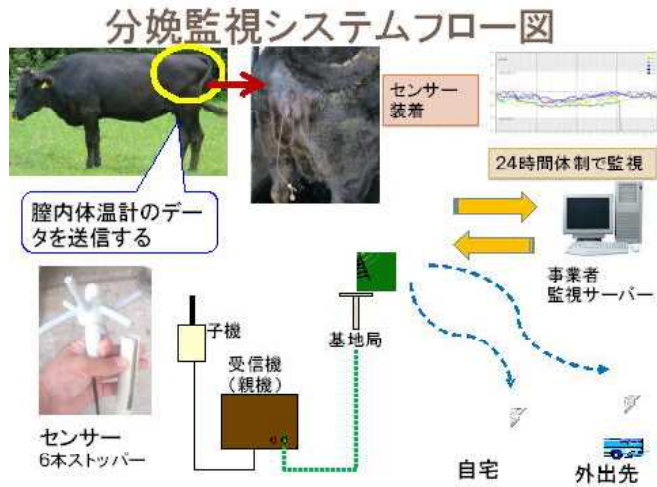 分娩監視システムフロー図
センサー
装着
24時間体制で監視
膣内体温計のデー
タを送信する
事業者
監視サーバー
子機
基地局
受信機
（親機）
センサー
6本ストッパー
自宅
外出先